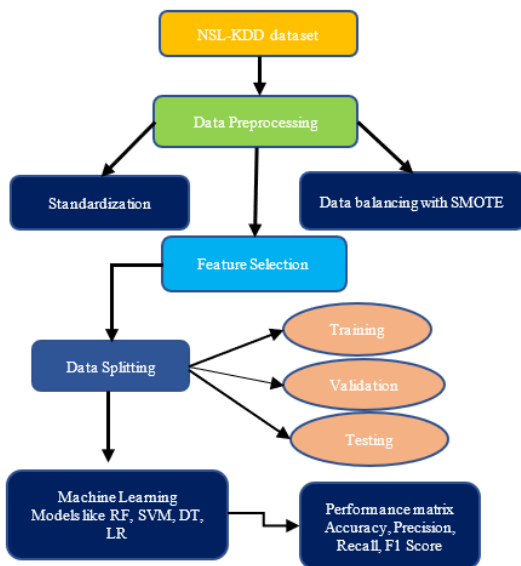 NSL-KDD dataset
Data Preprocessing
Standardization
Data balancing with SMOTE
Feature Selection
Training
Data Splitting
Validation
Testing
Machine Learning
Models like RF, SVM, DT,
LR
Performance matrix
Accuracy, Precision,
Recall, F1 Score